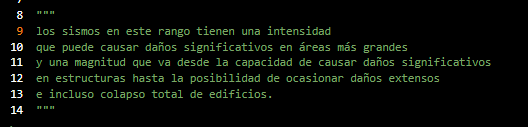 8 """
9 los sismos en este rango tienen una intensidad
10 que puede causar daños significativos en áreas más grandes
11 y una magnitud que va desde la capacidad de causar daños significativos
12 en estructuras hasta la posibilidad de ocasionar daños extensos
13 e incluso colapso total de edificios.
14 """